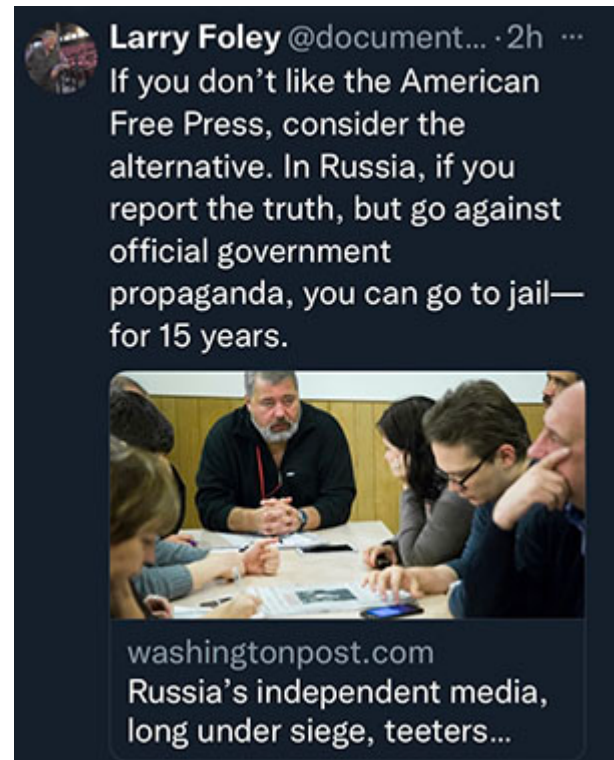 Larry Foley @document... · 2h ...
If you don’t like the American
Free Press, consider the
alternative. In Russia, if you
report the truth, but go against
official government
propaganda, you can go to jail—
for 15 years.
washingtonpost.com
Russia’s independent media,
long under siege, teeters...